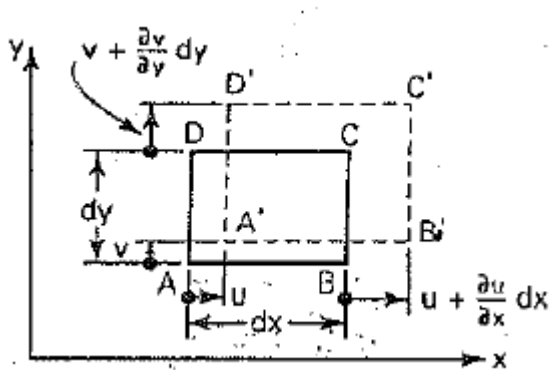 v + ∂v/∂y dy
y
D'
C'
D
C
dy
A'
B'
v
A
B
u
u + ∂u/∂x dx
dx
x